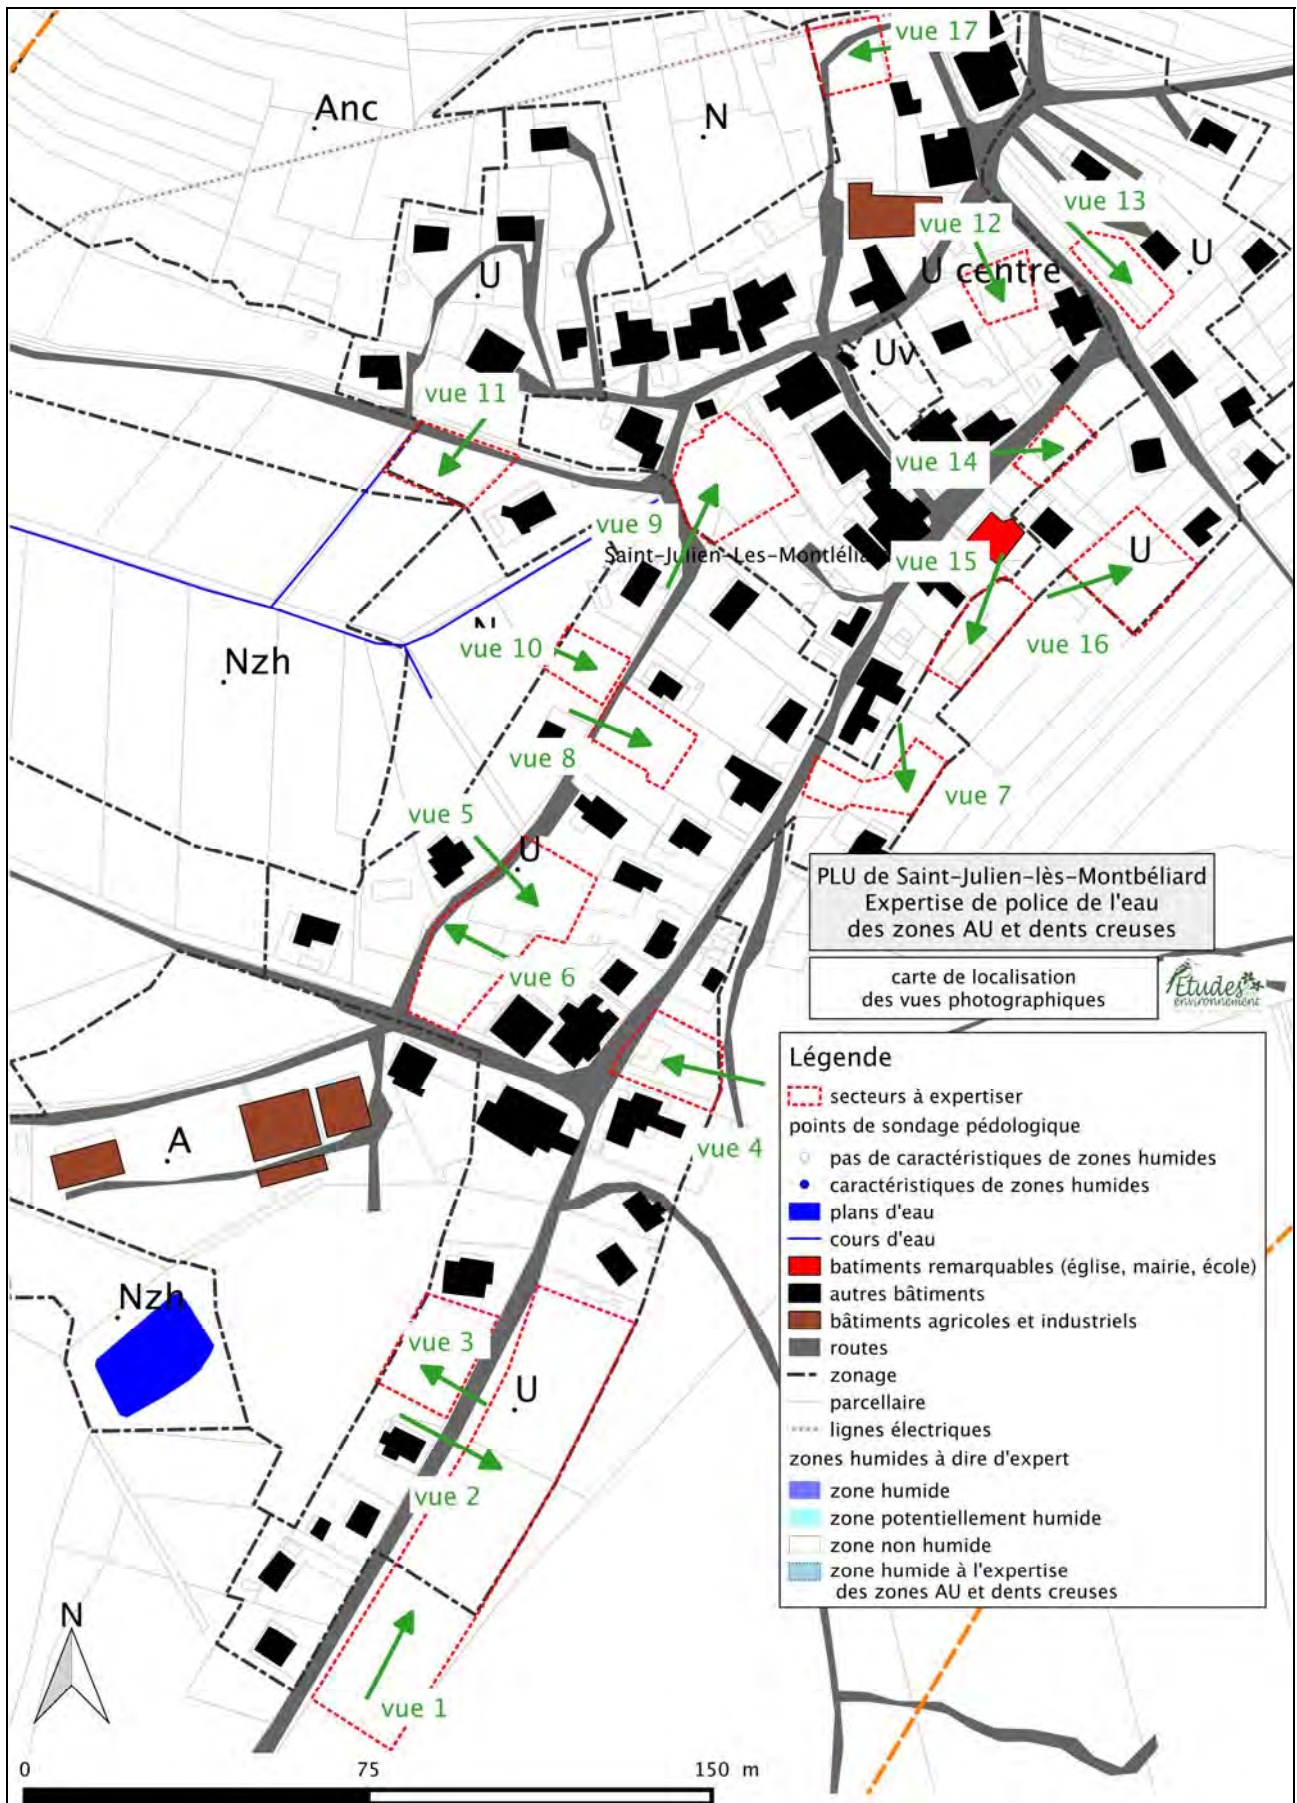 vue 17
Anc
N
vue 13
vue 12
U
U
U centre
Uv
vue 11
vue 14
vue 9
Saint-Julien-Les-Montbélia
U
vue 15
vue 10
vue 16
Nzh
vue 8
vue 7
vue 5
U
PLU de Saint-Julien-lès-Montbéliard
Expertise de police de l'eau
des zones AU et dents creuses
vue 6
carte de localisation
des vues photographiques
Études
environnement
Légende
secteurs à expertiser
points de sondage pédologique
pas de caractéristiques de zones humides
caractéristiques de zones humides
plans d'eau
cours d'eau
batiments remarquables (église, mairie, école)
autres bâtiments
bâtiments agricoles et industriels
routes
zonage
parcellaire
lignes électriques
zones humides à dire d'expert
zone humide
zone potentiellement humide
zone non humide
zone humide à l'expertise
des zones AU et dents creuses
A
vue 4
Nzh
vue 3
U
vue 2
N
vue 1
0 75 150 m